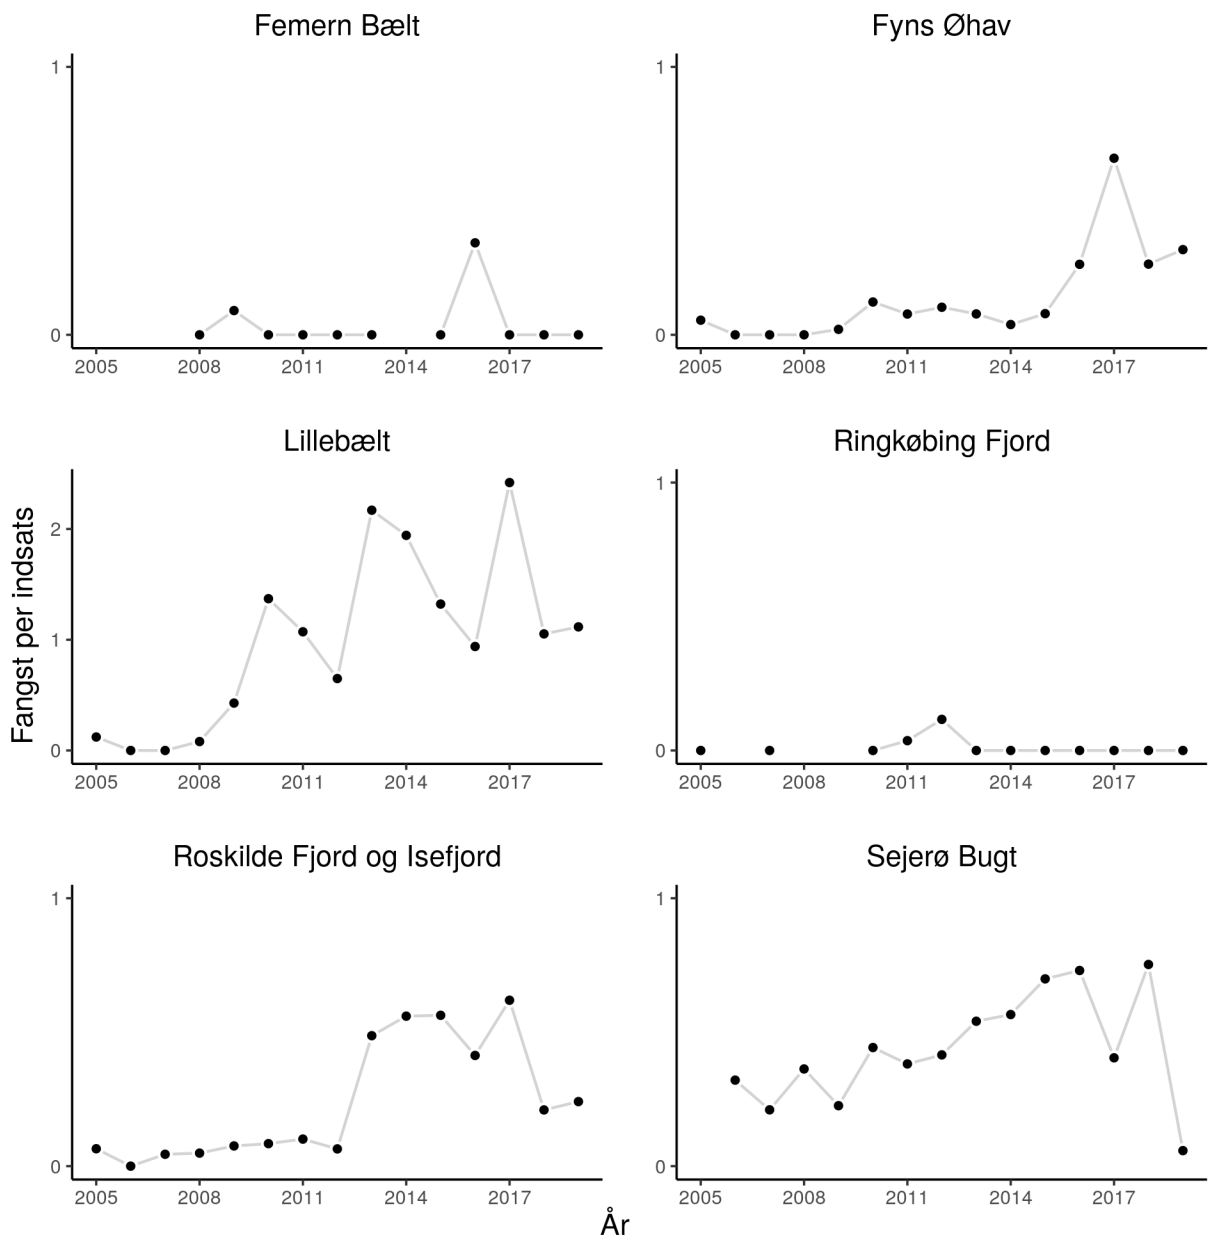 Femern Bælt
1
0
2005 2008 2011 2014 2017
Fyns Øhav
1
0
2005 2008 2011 2014 2017
Lillebælt
2
1
0
2005 2008 2011 2014 2017
Ringkøbing Fjord
1
0
2005 2008 2011 2014 2017
Fangst per indsats
Roskilde Fjord og Isefjord
1
0
2005 2008 2011 2014 2017
Sejerø Bugt
1
0
2005 2008 2011 2014 2017
År